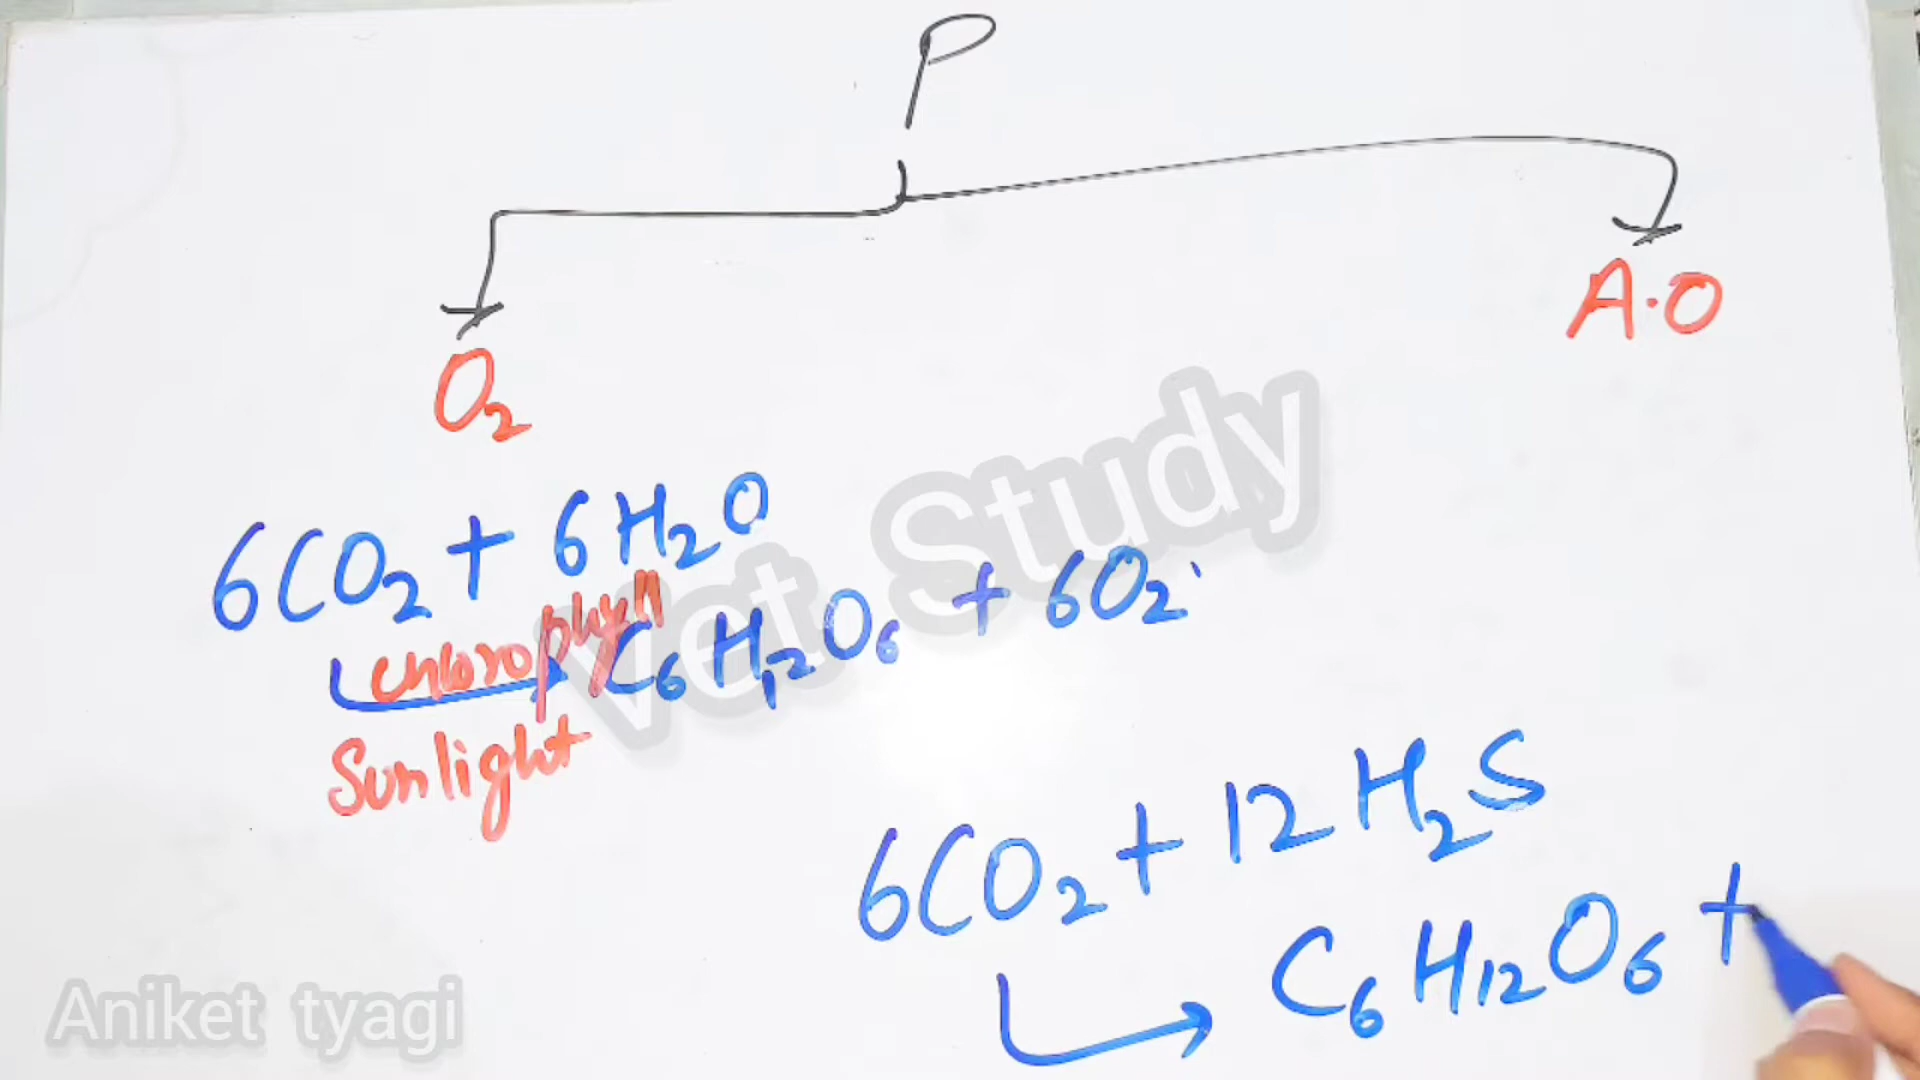 P
O₂
A.O
6CO₂ + 6H₂O
chlorophyll
C₆H₁₂O₆ + 6O₂
Sunlight
6CO₂ + 12H₂S
C₆H₁₂O₆ +
Vet Study
Aniket tyagi